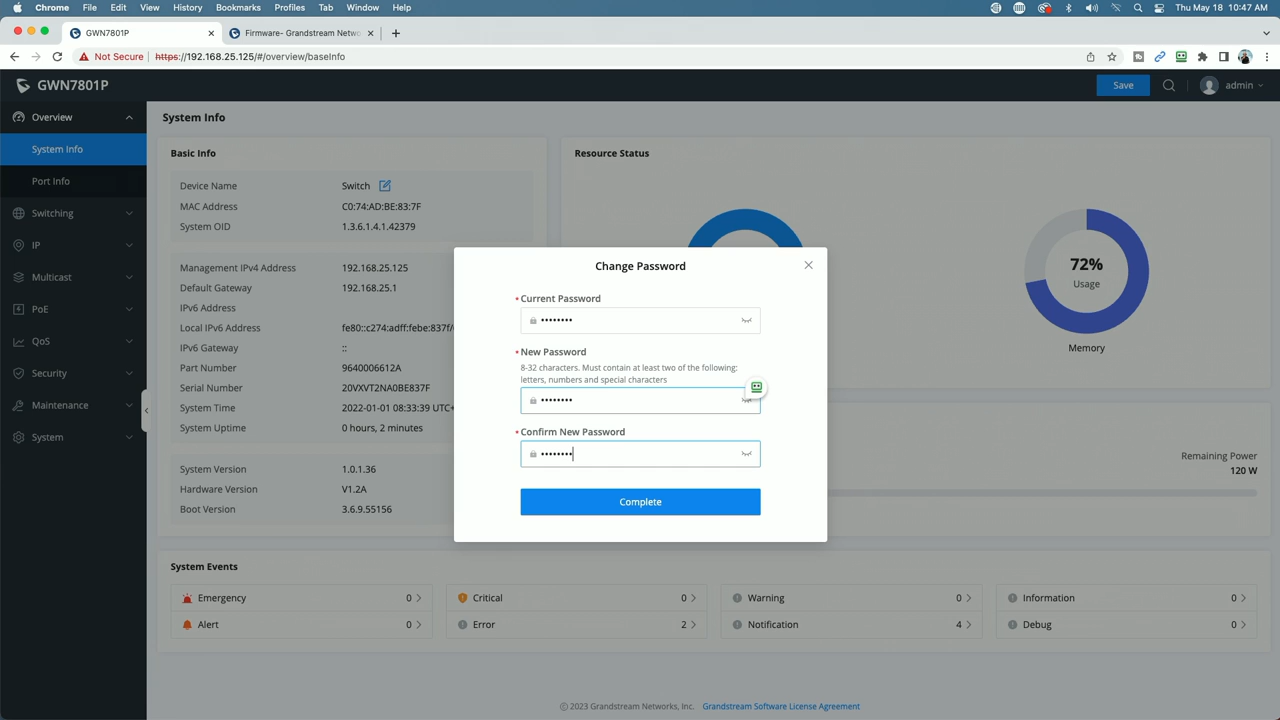 Chrome File Edit View History Bookmarks Profiles Tab Window Help Thu May 18 10:47 AM
GWN7801P Firmware- Grandstream Netwo
Not Secure https://192.168.25.125/#/overview/baseInfo
GWN7801P Save admin
Overview
System Info
Port Info
Switching
IP
Multicast
PoE
QoS
Security
Maintenance
System
System Info
Basic Info
Device Name Switch
MAC Address C0:74:AD:BE:83:7F
System OID 1.3.6.1.4.1.42379
Management IPv4 Address 192.168.25.125
Default Gateway 192.168.25.1
IPv6 Address
Local IPv6 Address fe80::c274:adff:febe:837f/
IPv6 Gateway ::
Part Number 9640006612A
Serial Number 20VXVT2NA0BE837F
System Time 2022-01-01 08:33:39 UTC+
System Uptime 0 hours, 2 minutes
System Version 1.0.1.36
Hardware Version V1.2A
Boot Version 3.6.9.55156
Resource Status
72%
Usage
Memory
Remaining Power
120 W
Change Password
* Current Password
••••••••
* New Password
8-32 characters. Must contain at least two of the following:
letters, numbers and special characters
••••••••
* Confirm New Password
••••••••
Complete
System Events
Emergency 0 Critical 0 Warning 0 Information 0
Alert 0 Error 2 Notification 4 Debug 0
© 2023 Grandstream Networks, Inc. Grandstream Software License Agreement